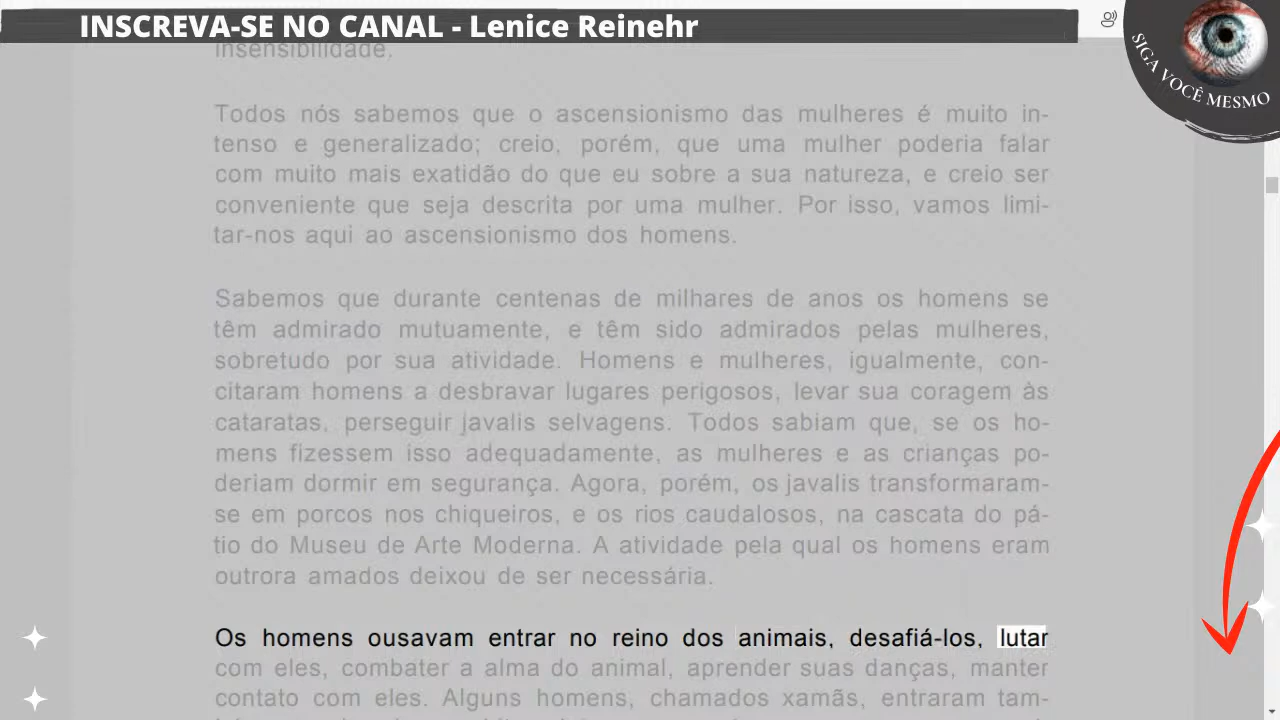 INSCREVA-SE NO CANAL - Lenice Reinehr
SIGA VOCÊ MESMO
insensibilidade.
Todos nós sabemos que o ascensionismo das mulheres é muito in-
tenso e generalizado; creio, porém, que uma mulher poderia falar
com muito mais exatidão do que eu sobre a sua natureza, e creio ser
conveniente que seja descrita por uma mulher. Por isso, vamos limi-
tar-nos aqui ao ascensionismo dos homens.
Sabemos que durante centenas de milhares de anos os homens se
têm admirado mutuamente, e têm sido admirados pelas mulheres,
sobretudo por sua atividade. Homens e mulheres, igualmente, con-
citaram homens a desbravar lugares perigosos, levar sua coragem às
cataratas, perseguir javalis selvagens. Todos sabiam que, se os ho-
mens fizessem isso adequadamente, as mulheres e as crianças po-
deriam dormir em segurança. Agora, porém, os javalis transformaram-
se em porcos nos chiqueiros, e os rios caudalosos, na cascata do pá-
tio do Museu de Arte Moderna. A atividade pela qual os homens eram
outrora amados deixou de ser necessária.
Os homens ousavam entrar no reino dos animais, desafiá-los, lutar
com eles, combater a alma do animal, aprender suas danças, manter
contato com eles. Alguns homens, chamados xamãs, entraram tam-